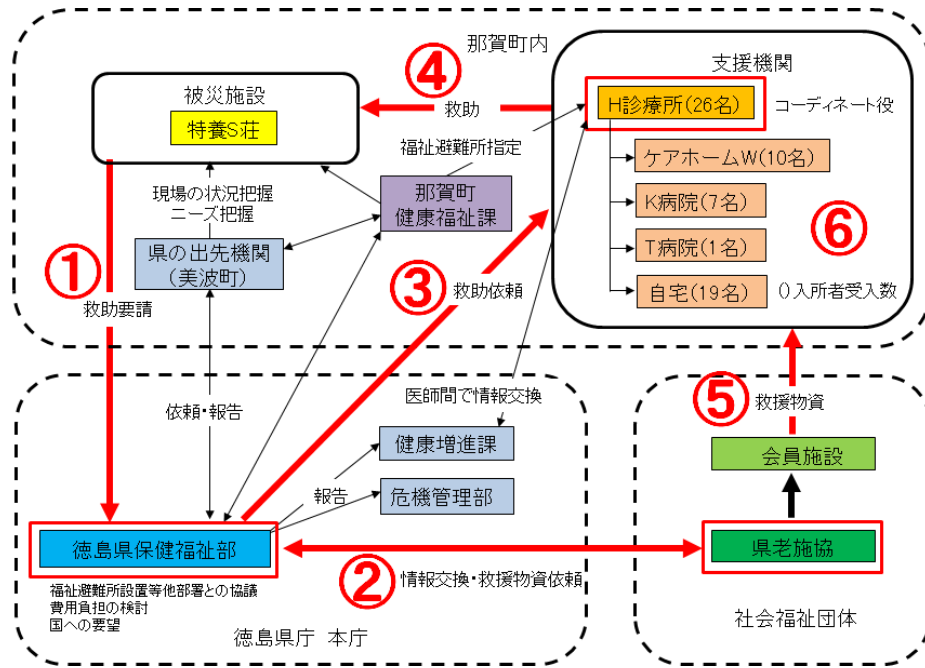 那賀町内
④
救助
支援機関
H診療所(26名)
コーディネート役
被災施設
特養S荘
福祉避難所指定
ケアホームW(10名)
現場の状況把握
ニーズ把握
那賀町
健康福祉課
K病院(7名)
⑥
県の出先機関
(美波町)
T病院(1名)
①
救助要請
③
救助依頼
自宅(19名)
()入所者受入数
依頼・報告
医師間で情報交換
⑤
救援物資
健康増進課
会員施設
報告
危機管理部
徳島県保健福祉部
県老施協
②
情報交換・救援物資依頼
福祉避難所設置等他部署との協議
費用負担の検討
国への要望
徳島県庁 本庁
社会福祉団体